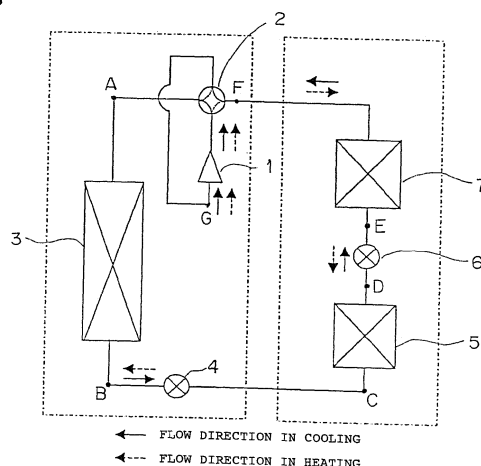 2
A
F
1
G
7
3
E
6
D
5
4
B
C
FLOW DIRECTION IN COOLING
FLOW DIRECTION IN HEATING